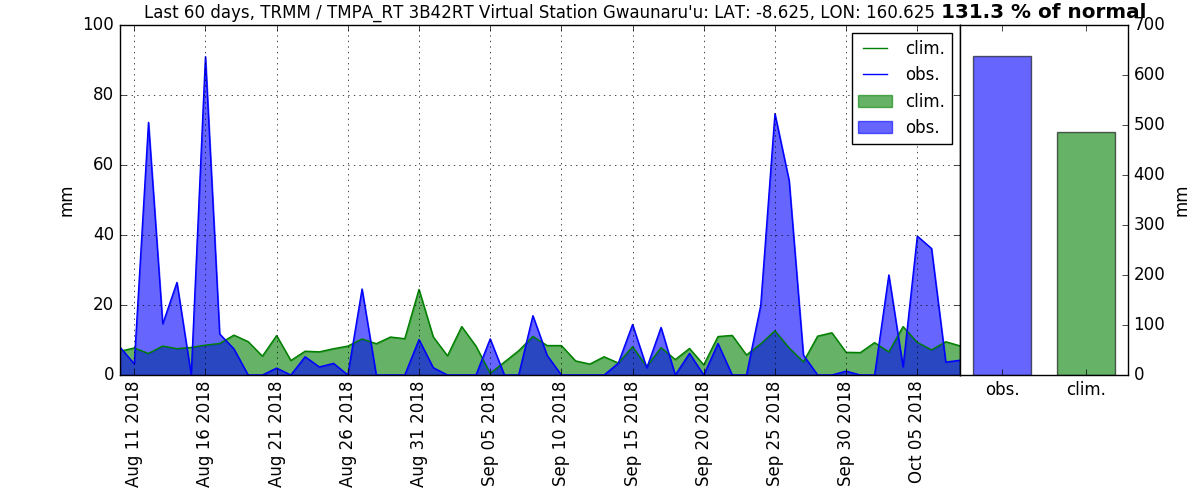 Last 60 days, TRMM / TMPA_RT 3B42RT Virtual Station Gwaunaru'u: LAT: -8.625, LON: 160.625 131.3 % of normal
100
80
60
40
20
0
mm
clim.
obs.
clim.
obs.
700
600
500
400
300
200
100
0
mm
Aug 11 2018
Aug 16 2018
Aug 21 2018
Aug 26 2018
Aug 31 2018
Sep 05 2018
Sep 10 2018
Sep 15 2018
Sep 20 2018
Sep 25 2018
Sep 30 2018
Oct 05 2018
obs.
clim.